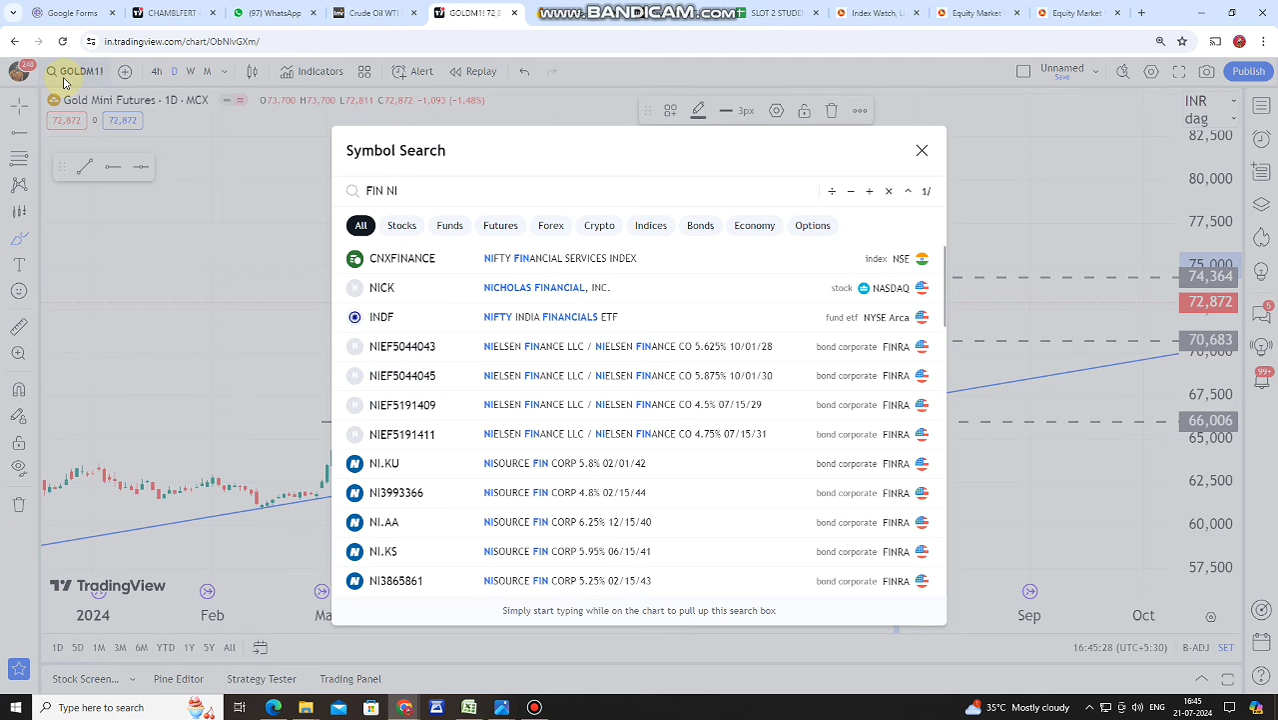 Google Forms
CHAMBLFERT
(97) WhatsApp
Crude Oil WTI
GOLDM1! 72.8
www.BANDICAM.com
SLOT 2 STUDE
Index Watch, L
Equity Market
Equity Market
in.tradingview.com/chart/ObNlvGXm/
248
GOLDM1!
4h D W M
Indicators
Alert
Replay
Unnamed
Save
Publish
Gold Mini Futures · 1D · MCX
O73,700 H73,700 L72,811 C72,872 −1,093 (−1.48%)
72,872 0 72,872
3px
INR
dag
82,500
80,000
77,500
75,000
74,364
72,872
70,683
70,000
67,500
66,006
65,000
62,500
60,000
57,500
Symbol Search
FIN NI
1/
All Stocks Funds Futures Forex Crypto Indices Bonds Economy Options
CNXFINANCE NIFTY FINANCIAL SERVICES INDEX index NSE
NICK NICHOLAS FINANCIAL, INC. stock NASDAQ
INDF NIFTY INDIA FINANCIALS ETF fund etf NYSE Arca
NIEF5044043 NIELSEN FINANCE LLC / NIELSEN FINANCE CO 5.625% 10/01/28 bond corporate FINRA
NIEF5044045 NIELSEN FINANCE LLC / NIELSEN FINANCE CO 5.875% 10/01/30 bond corporate FINRA
NIEF5191409 NIELSEN FINANCE LLC / NIELSEN FINANCE CO 4.5% 07/15/29 bond corporate FINRA
NIEF5191411 NIELSEN FINANCE LLC / NIELSEN FINANCE CO 4.75% 07/15/31 bond corporate FINRA
NI.KU NISOURCE FIN CORP 5.8% 02/01/42 bond corporate FINRA
NI3993366 NISOURCE FIN CORP 4.8% 02/15/44 bond corporate FINRA
NI.AA NISOURCE FIN CORP 6.25% 12/15/40 bond corporate FINRA
NI.KS NISOURCE FIN CORP 5.95% 06/15/41 bond corporate FINRA
NI3865861 NISOURCE FIN CORP 5.25% 02/15/43 bond corporate FINRA
Simply start typing while on the chart to pull up this search box
5
99+
TradingView
2024 Feb Ma Sep Oct
1D 5D 1M 3M 6M YTD 1Y 5Y All
16:45:28 (UTC+5:30) B-ADJ SET
Stock Screen... Pine Editor Strategy Tester Trading Panel
Type here to search
35°C Mostly cloudy
16:45
21-07-2024